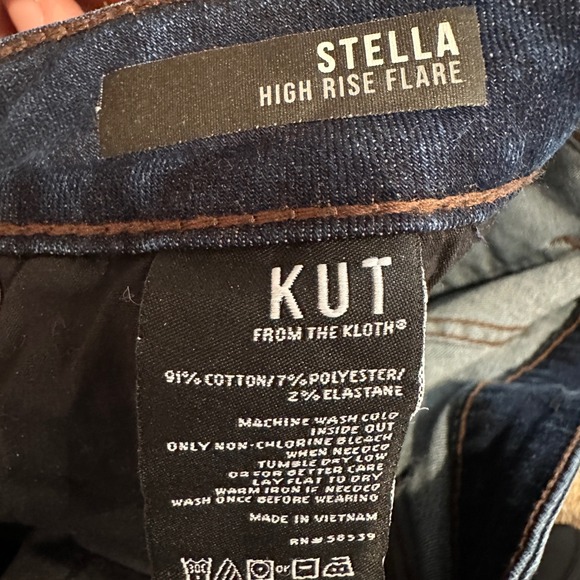 STELLA
HIGH RISE FLARE
KUT
FROM THE KLOTH®
91% COTTON/7% POLYESTER/
2% ELASTANE
MACHINE WASH COLD
INSIDE OUT
ONLY NON-CHLORINE BLEACH
WHEN NEEDED
TUMBLE DRY LOW
OR FOR BETTER CARE
LAY FLAT TO DRY
WARM IRON IF NEEDED
WASH ONCE BEFORE WEARING
MADE IN VIETNAM
RN# 58539
or